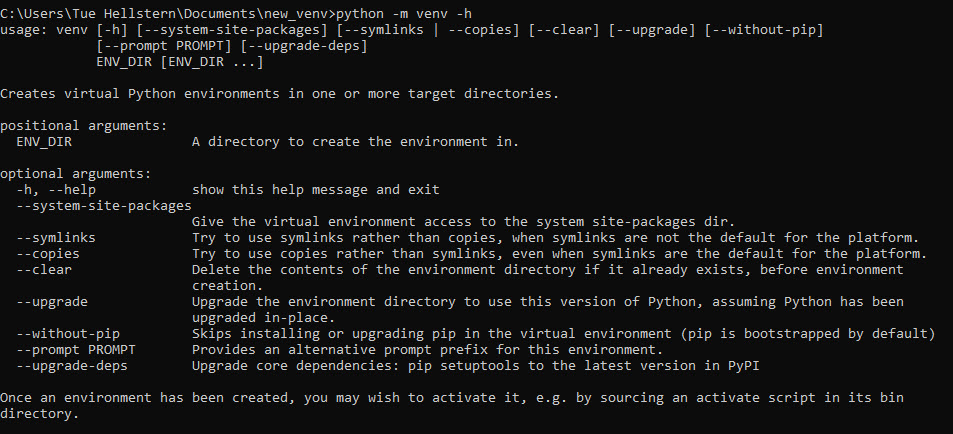 C:\Users\Tue Hellstern\Documents\new_venv>python -m venv -h
usage: venv [-h] [--system-site-packages] [--symlinks | --copies] [--clear] [--upgrade] [--without-pip]
            [--prompt PROMPT] [--upgrade-deps]
            ENV_DIR [ENV_DIR ...]

Creates virtual Python environments in one or more target directories.

positional arguments:
  ENV_DIR               A directory to create the environment in.

optional arguments:
  -h, --help            show this help message and exit
  --system-site-packages
                        Give the virtual environment access to the system site-packages dir.
  --symlinks            Try to use symlinks rather than copies, when symlinks are not the default for the platform.
  --copies              Try to use copies rather than symlinks, even when symlinks are the default for the platform.
  --clear               Delete the contents of the environment directory if it already exists, before environment
                        creation.
  --upgrade             Upgrade the environment directory to use this version of Python, assuming Python has been
                        upgraded in-place.
  --without-pip         Skips installing or upgrading pip in the virtual environment (pip is bootstrapped by default)
  --prompt PROMPT       Provides an alternative prompt prefix for this environment.
  --upgrade-deps        Upgrade core dependencies: pip setuptools to the latest version in PyPI

Once an environment has been created, you may wish to activate it, e.g. by sourcing an activate script in its bin
directory.